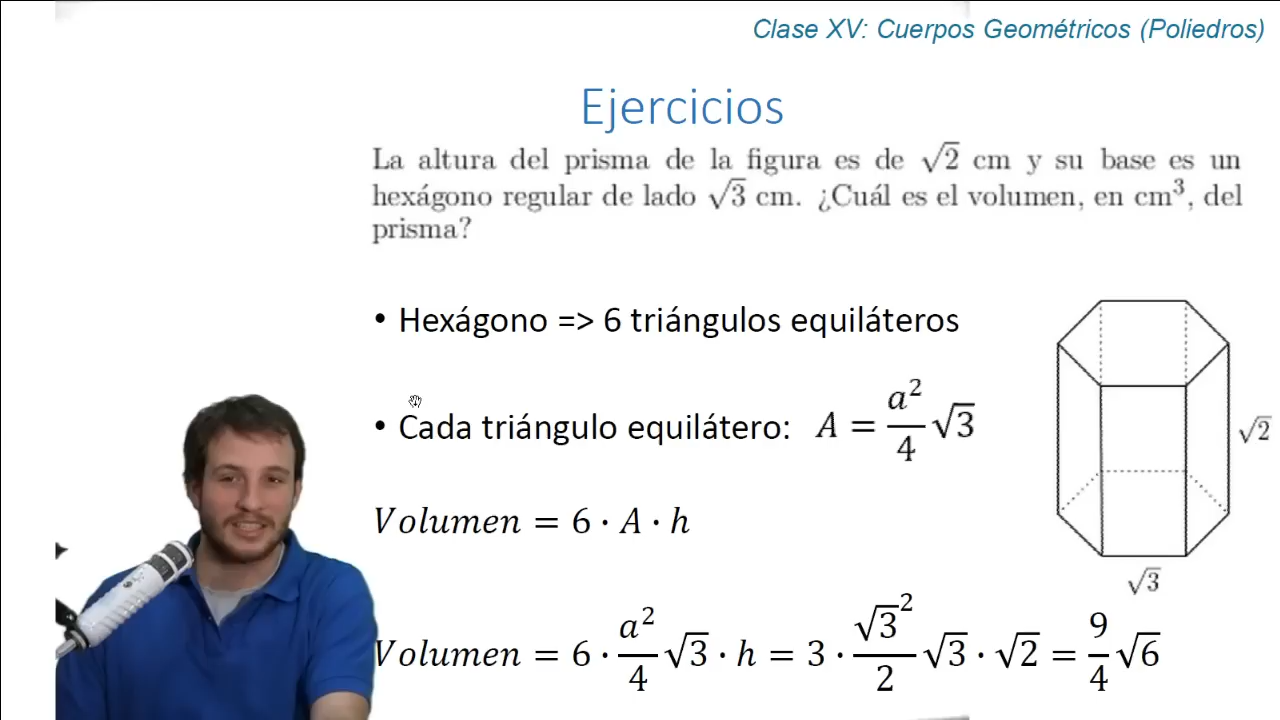 Clase XV: Cuerpos Geométricos (Poliedros)
Ejercicios
La altura del prisma de la figura es de √2 cm y su base es un
hexágono regular de lado √3 cm. ¿Cuál es el volumen, en cm³, del
prisma?
• Hexágono => 6 triángulos equiláteros
• Cada triángulo equilátero: A = a²/4 √3
√2
Volumen = 6 · A · h
√3
Volumen = 6 · a²/4 √3 · h = 3 · √3²/2 √3 · √2 = 9/4 √6